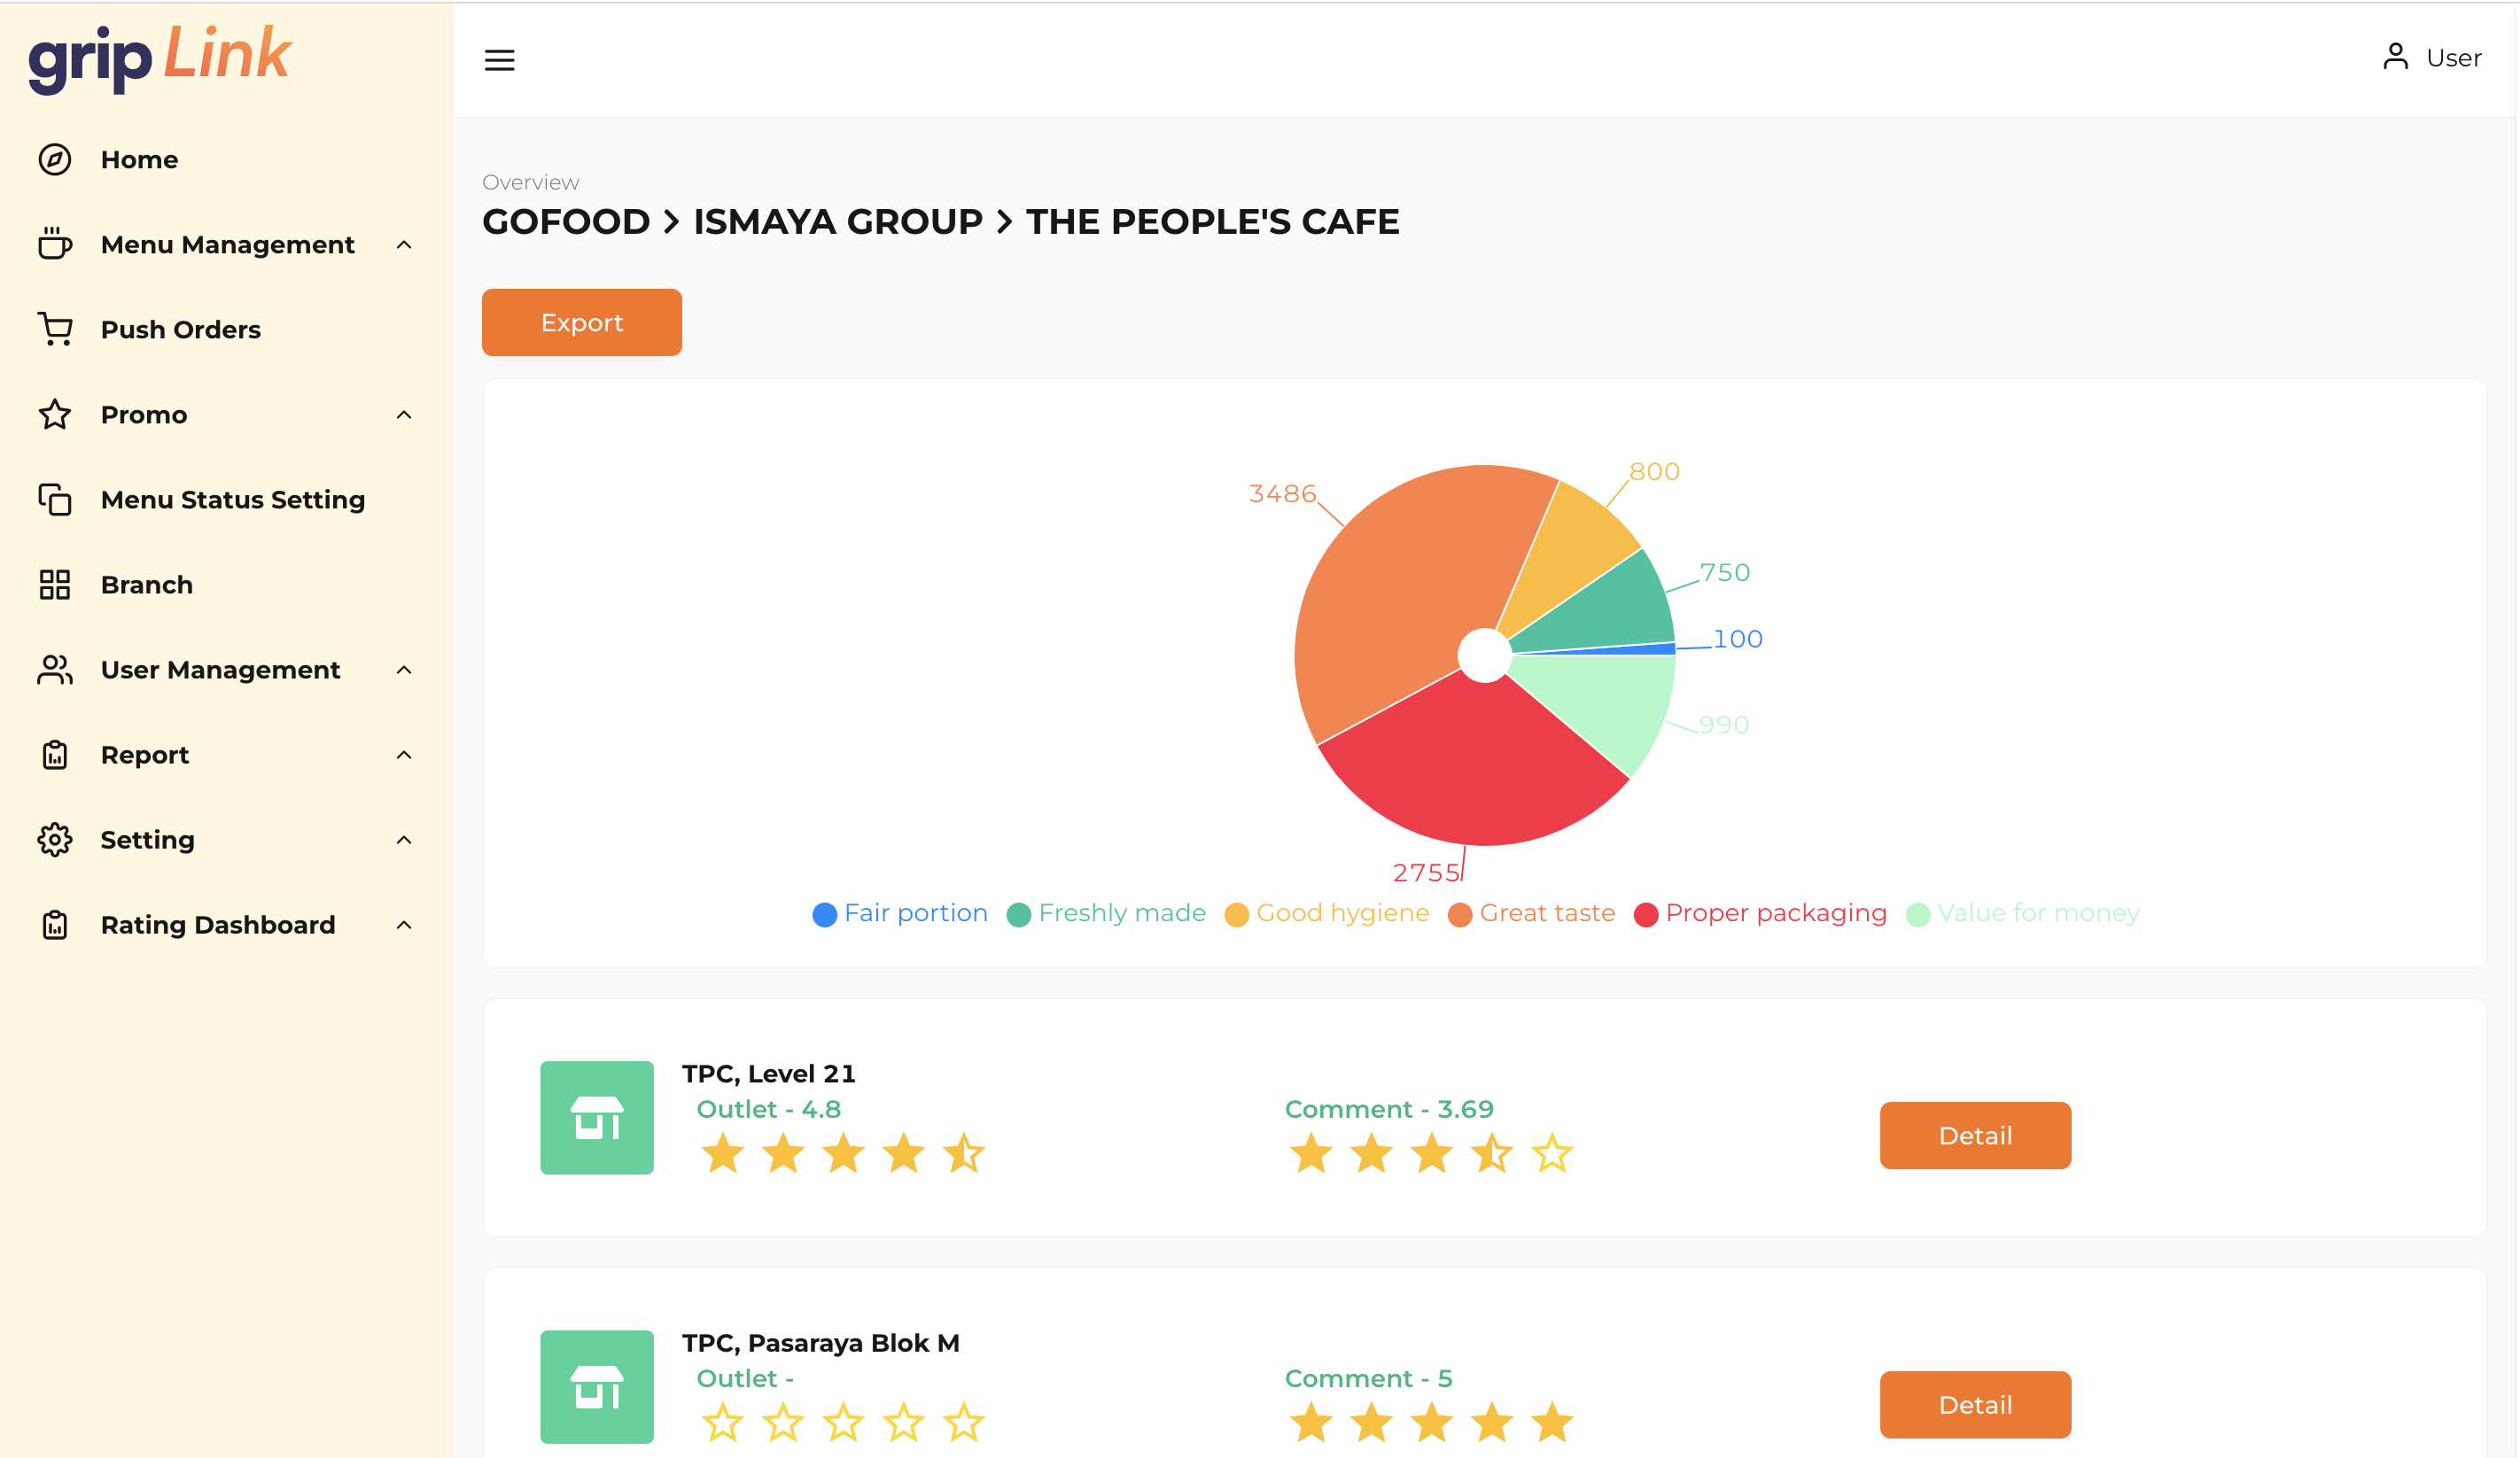 grip Link
User
Home
Menu Management
Push Orders
Promo
Menu Status Setting
Branch
User Management
Report
Setting
Rating Dashboard
Overview
GOFOOD > ISMAYA GROUP > THE PEOPLE'S CAFE
Export
800
3486
750
100
990
2755
Fair portion Freshly made Good hygiene Great taste Proper packaging Value for money
TPC, Level 21
Outlet - 4.8 Comment - 3.69
Detail
TPC, Pasaraya Blok M
Outlet - Comment - 5
Detail